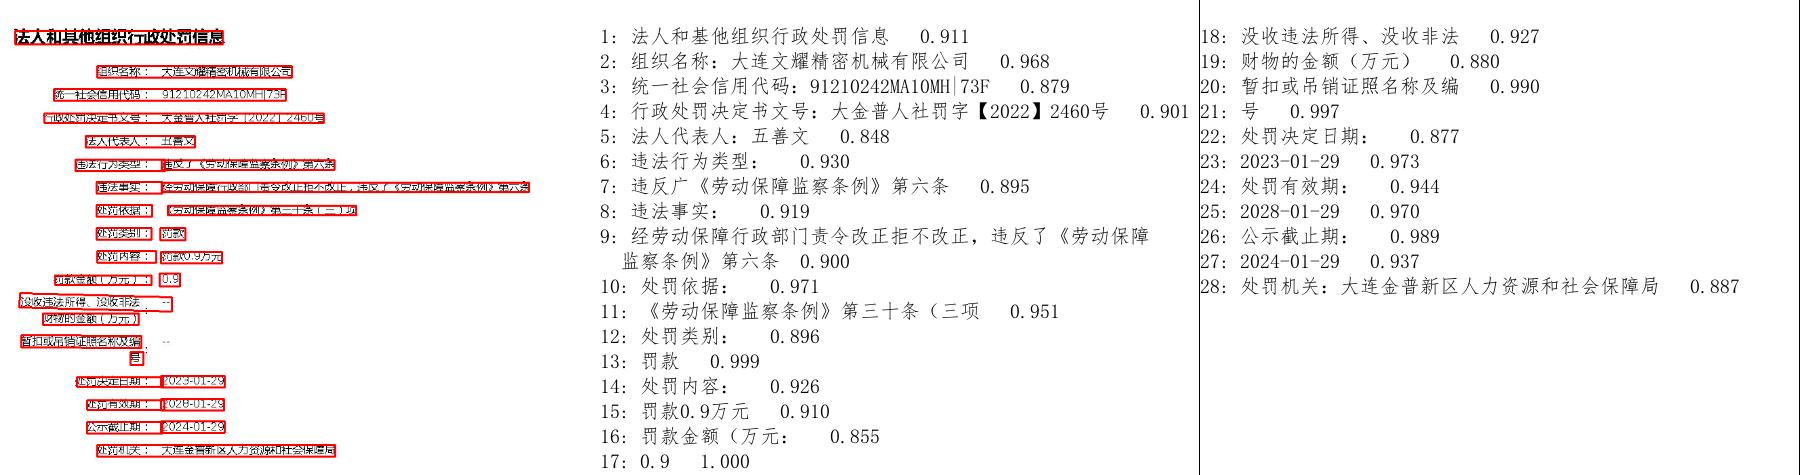 法人和其他组织行政处罚信息
组织名称： 大连文耀精密机械有限公司
统一社会信用代码： 91210242MA10MH|73F
行政处罚决定书文号： 大金普人社罚字【2022】2460号
法人代表人： 五善文
违法行为类型： 违反了《劳动保障监察条例》第六条
违法事实： 经劳动保障行政部门责令改正拒不改正，违反了《劳动保障监察条例》第六条
处罚依据： 《劳动保障监察条例》第三十条（三）项
处罚类别： 罚款
处罚内容： 罚款0.9万元
罚款金额（万元）： 0.9
没收违法所得、没收非法 --
财物的金额（万元） ：
暂扣或吊销证照名称及编 --
号 ：
处罚决定日期： 2023-01-29
处罚有效期： 2028-01-29
公示截止期： 2024-01-29
处罚机关： 大连金普新区人力资源和社会保障局
1: 法人和基他组织行政处罚信息 0.911
2: 组织名称：大连文耀精密机械有限公司 0.968
3: 统一社会信用代码：91210242MA10MH|73F 0.879
4: 行政处罚决定书文号：大金普人社罚字【2022】2460号 0.901
5: 法人代表人：五善文 0.848
6: 违法行为类型： 0.930
7: 违反广《劳动保障监察条例》第六条 0.895
8: 违法事实： 0.919
9: 经劳动保障行政部门责令改正拒不改正，违反了《劳动保障
监察条例》第六条 0.900
10: 处罚依据： 0.971
11: 《劳动保障监察条例》第三十条（三项 0.951
12: 处罚类别： 0.896
13: 罚款 0.999
14: 处罚内容： 0.926
15: 罚款0.9万元 0.910
16: 罚款金额（万元： 0.855
17: 0.9 1.000
18: 没收违法所得、没收非法 0.927
19: 财物的金额（万元） 0.880
20: 暂扣或吊销证照名称及编 0.990
21: 号 0.997
22: 处罚决定日期： 0.877
23: 2023-01-29 0.973
24: 处罚有效期： 0.944
25: 2028-01-29 0.970
26: 公示截止期： 0.989
27: 2024-01-29 0.937
28: 处罚机关：大连金普新区人力资源和社会保障局 0.887